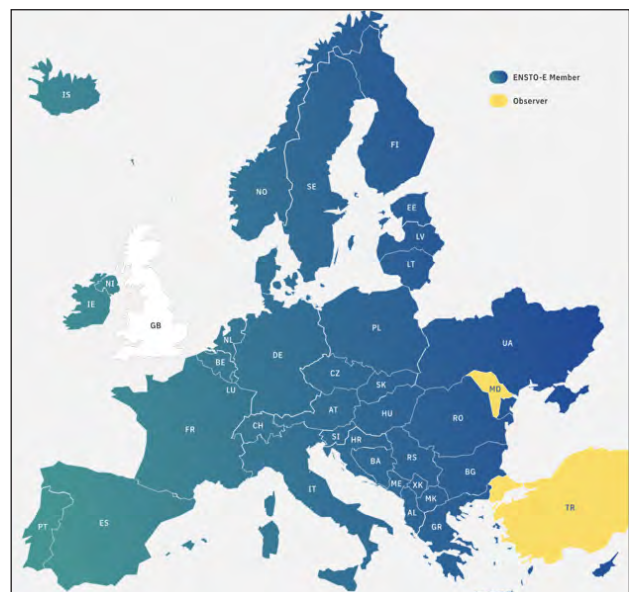 IS
ENSTO-E Member
Observer
FI
SE
NO
EE
LV
LT
NI
IE
GB
NL
BE
LU
DE
PL
UA
CZ
SK
MD
AT
HU
RO
FR
CH
SI
HR
BA
RS
BG
ME
XK
IT
MK
AL
GR
PT
ES
TR